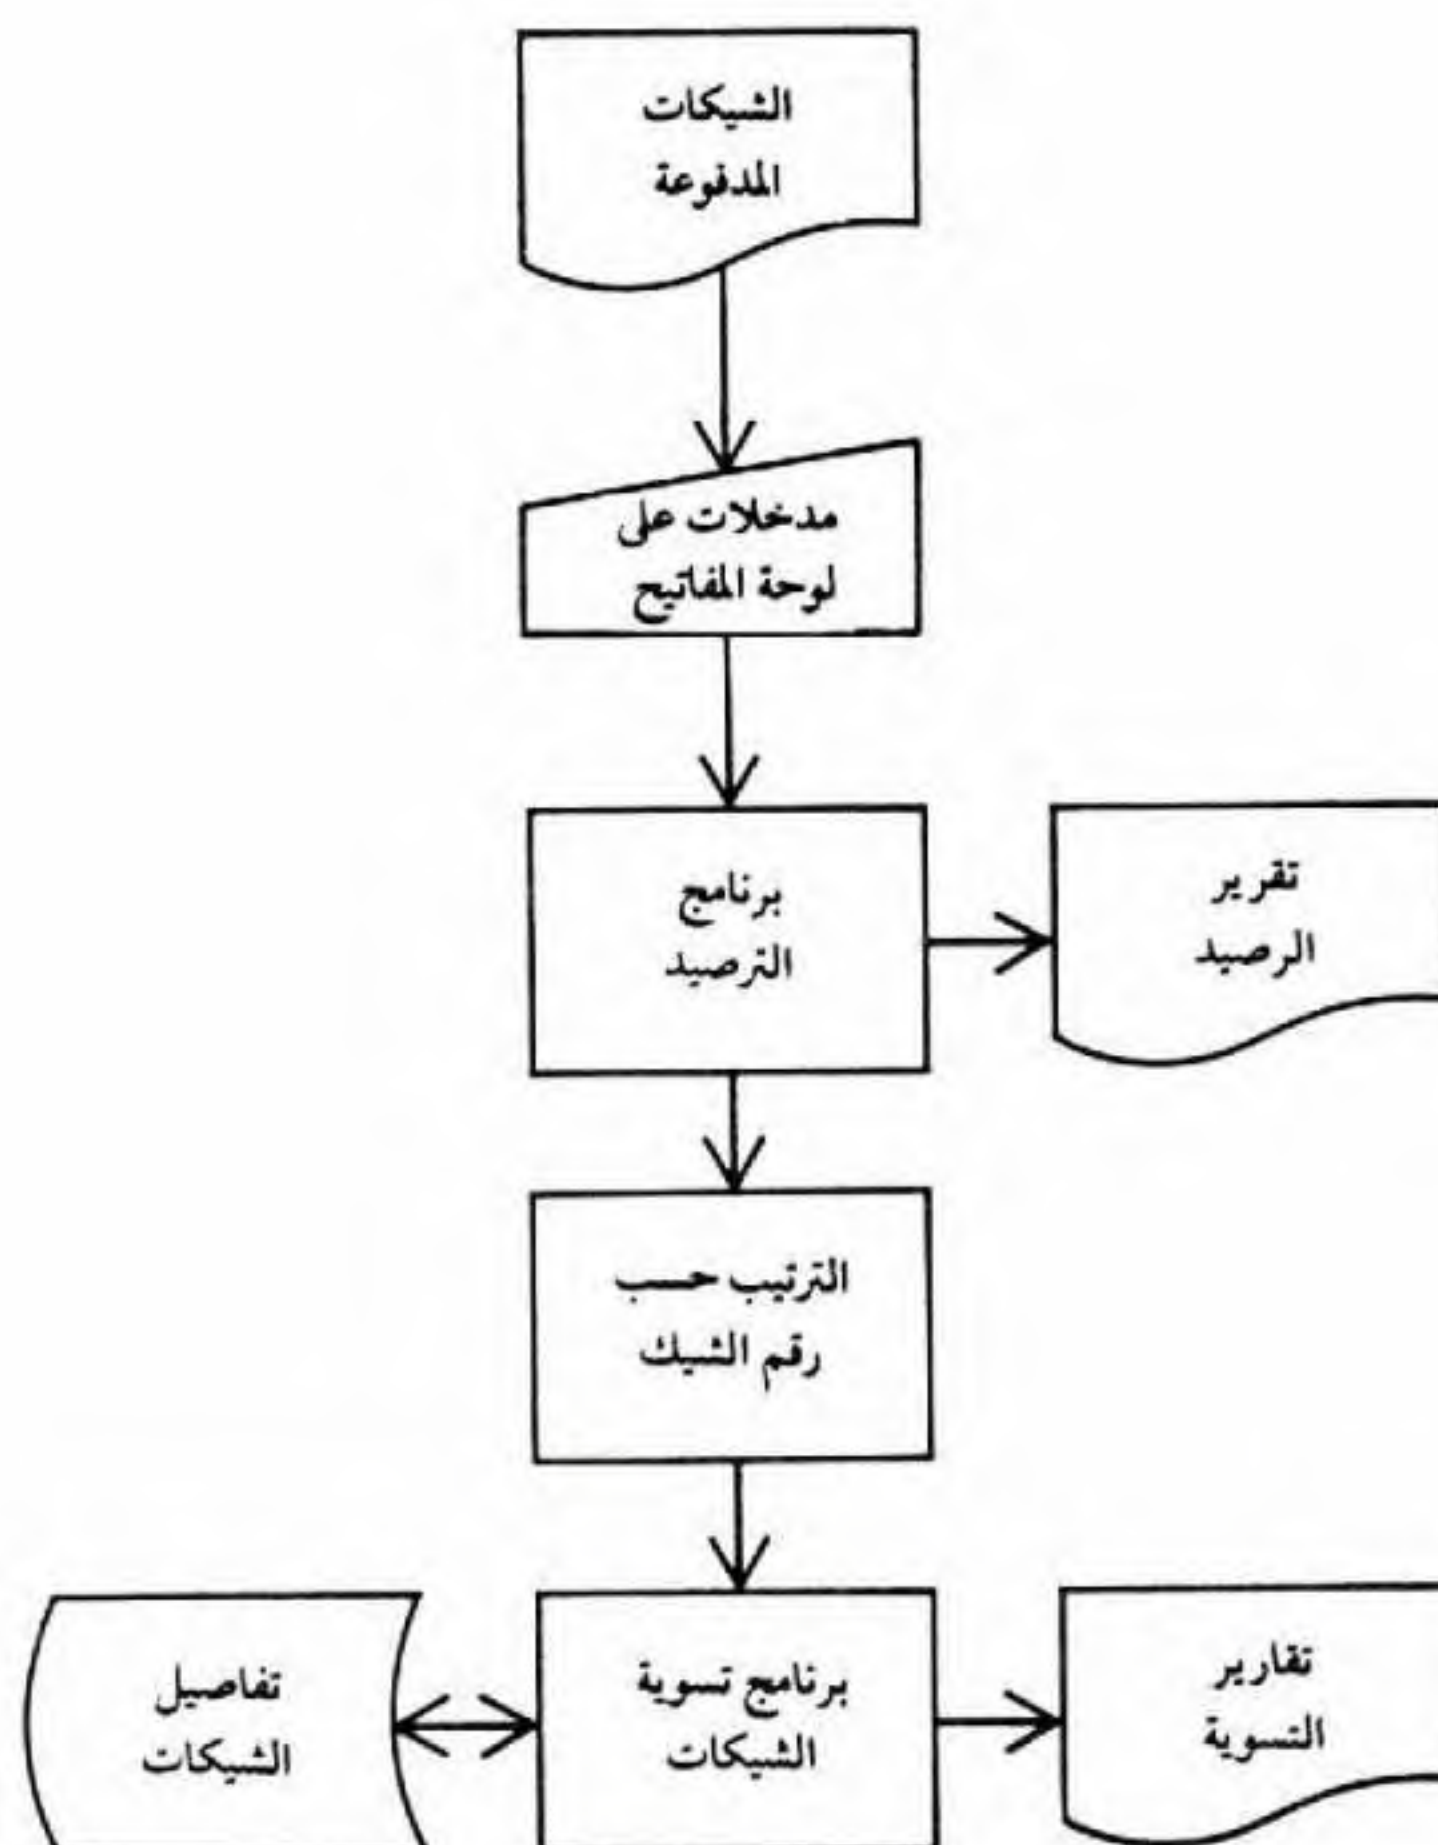 الشيكات
المدفوعة
مدخلات على
لوحة المفاتيح
برنامج
الترصيد
تقرير
الرصيد
الترتيب حسب
رقم الشيك
برنامج تسوية
الشيكات
تقارير
التسوية
تفاصيل
الشيكات